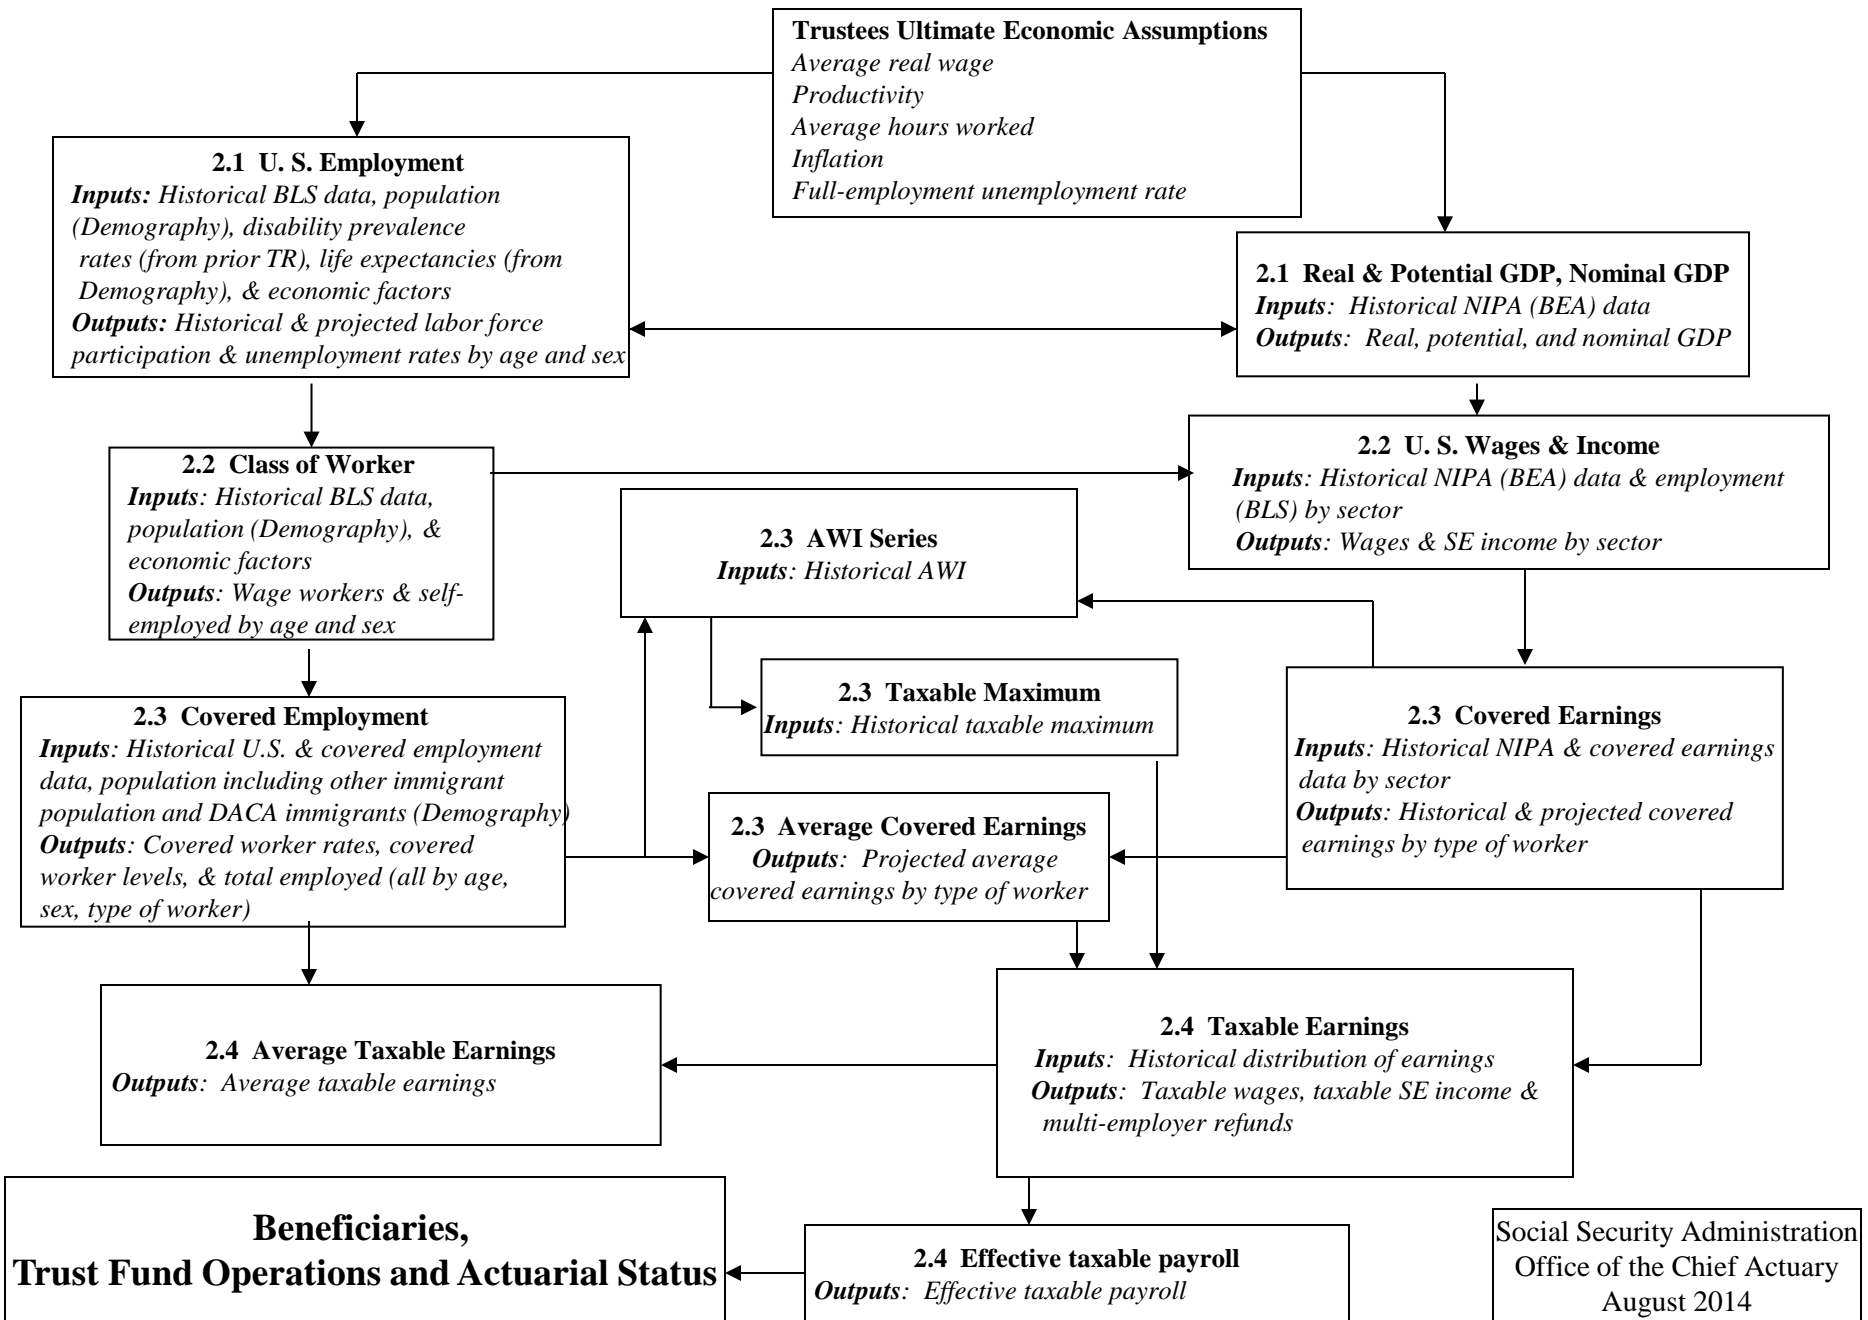 Trustees Ultimate Economic Assumptions
Average real wage
Productivity
Average hours worked
Inflation
Full-employment unemployment rate
2.1 U. S. Employment
Inputs: Historical BLS data, population
(Demography), disability prevalence
rates (from prior TR), life expectancies (from
Demography), & economic factors
Outputs: Historical & projected labor force
participation & unemployment rates by age and sex
2.1 Real & Potential GDP, Nominal GDP
Inputs: Historical NIPA (BEA) data
Outputs: Real, potential, and nominal GDP
2.2 Class of Worker
Inputs: Historical BLS data,
population (Demography), &
economic factors
Outputs: Wage workers & self-
employed by age and sex
2.2 U. S. Wages & Income
Inputs: Historical NIPA (BEA) data & employment
(BLS) by sector
Outputs: Wages & SE income by sector
2.3 AWI Series
Inputs: Historical AWI
2.3 Taxable Maximum
Inputs: Historical taxable maximum
2.3 Covered Employment
Inputs: Historical U.S. & covered employment
data, population including other immigrant
population and DACA immigrants (Demography)
Outputs: Covered worker rates, covered
worker levels, & total employed (all by age,
sex, type of worker)
2.3 Average Covered Earnings
Outputs: Projected average
covered earnings by type of worker
2.3 Covered Earnings
Inputs: Historical NIPA & covered earnings
data by sector
Outputs: Historical & projected covered
earnings by type of worker
2.4 Average Taxable Earnings
Outputs: Average taxable earnings
2.4 Taxable Earnings
Inputs: Historical distribution of earnings
Outputs: Taxable wages, taxable SE income &
multi-employer refunds
Beneficiaries,
Trust Fund Operations and Actuarial Status
2.4 Effective taxable payroll
Outputs: Effective taxable payroll
Social Security Administration
Office of the Chief Actuary
August 2014